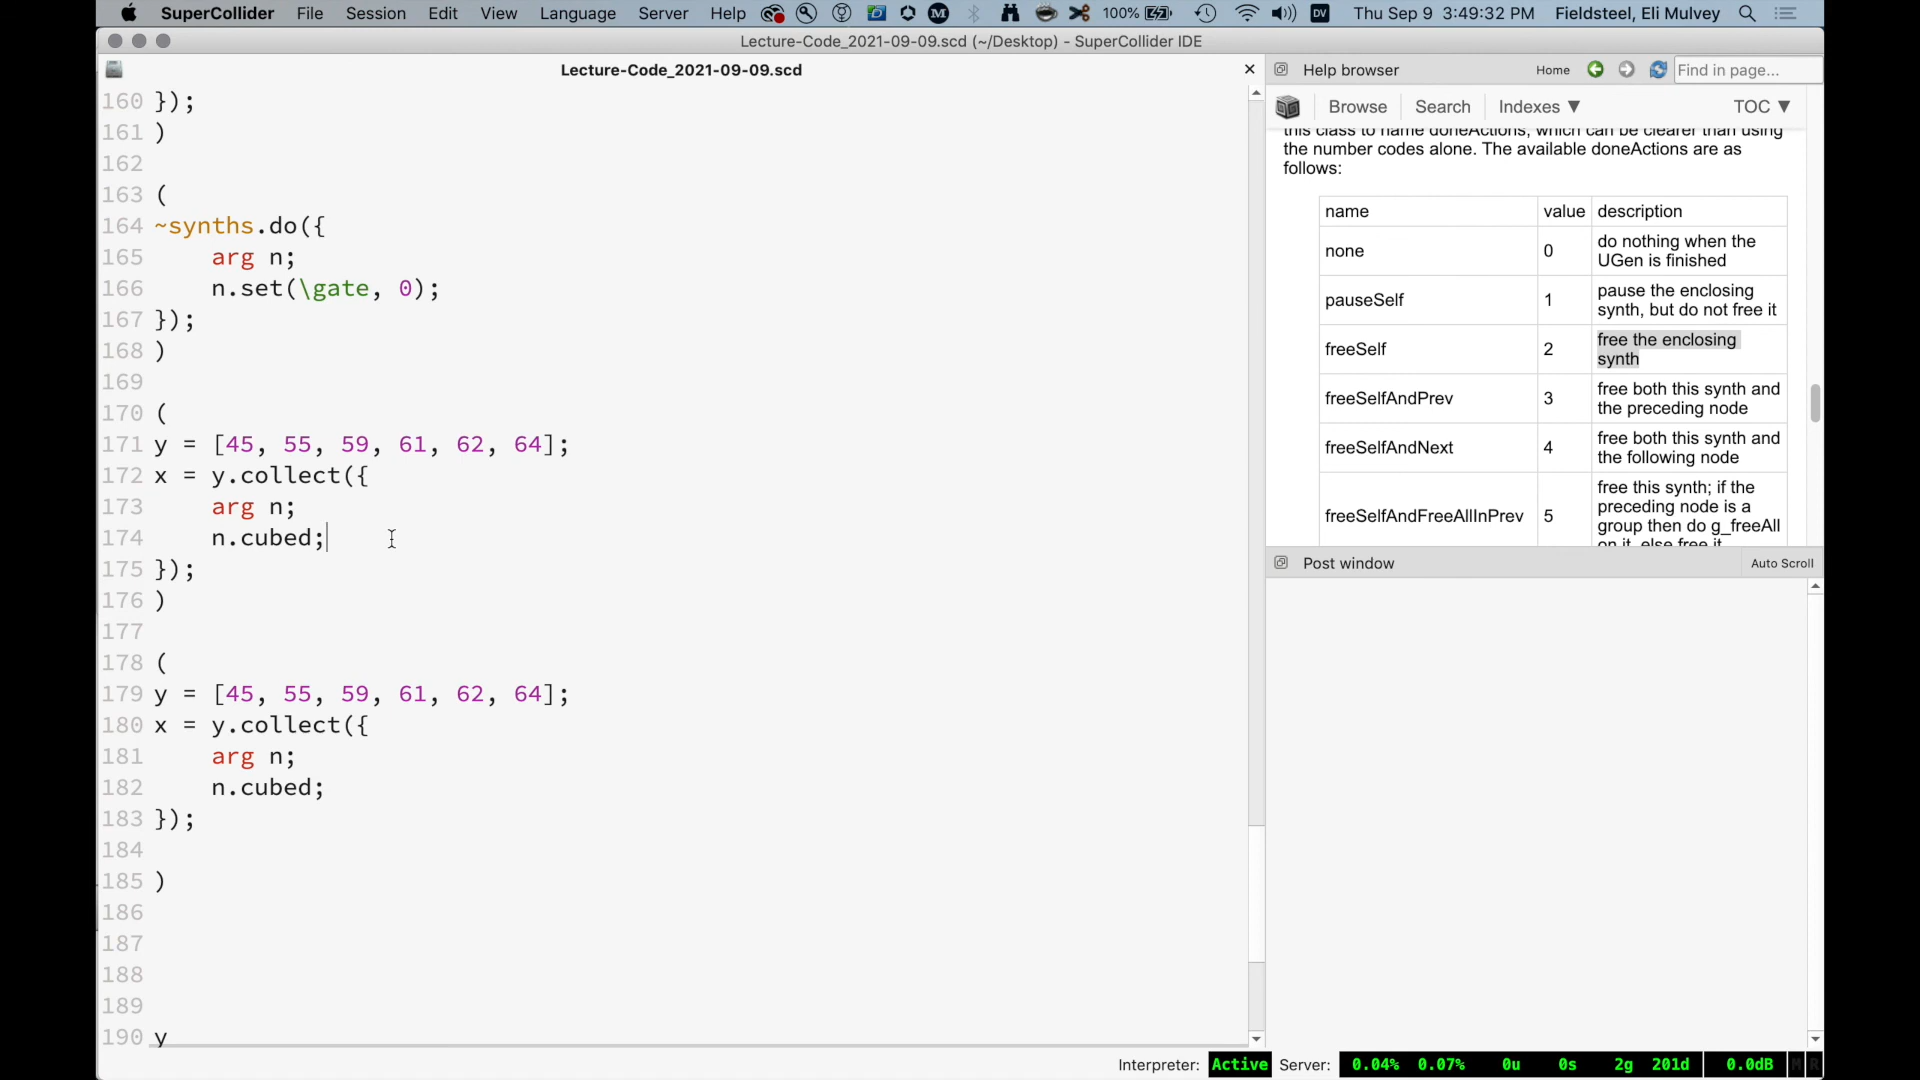 SuperCollider File Session Edit View Language Server Help 100% Thu Sep 9 3:49:32 PM Fieldsteel, Eli Mulvey
Lecture-Code_2021-09-09.scd (~/Desktop) - SuperCollider IDE
Lecture-Code_2021-09-09.scd
160 });
161 )
162
163 (
164 ~synths.do({
165 arg n;
166 n.set(\gate, 0);
167 });
168 )
169
170 (
171 y = [45, 55, 59, 61, 62, 64];
172 x = y.collect({
173 arg n;
174 n.cubed;
175 });
176 )
177
178 (
179 y = [45, 55, 59, 61, 62, 64];
180 x = y.collect({
181 arg n;
182 n.cubed;
183 });
184
185 )
186
187
188
189
190 y
Help browser Home Find in page...
Browse Search Indexes ▼ TOC ▼
this class to name doneActions, which can be clearer than using
the number codes alone. The available doneActions are as
follows:
name value description
none 0 do nothing when the
UGen is finished
pauseSelf 1 pause the enclosing
synth, but do not free it
freeSelf 2 free the enclosing
synth
freeSelfAndPrev 3 free both this synth and
the preceding node
freeSelfAndNext 4 free both this synth and
the following node
freeSelfAndFreeAllInPrev 5 free this synth; if the
preceding node is a
group then do g_freeAll
on it, else free it
Post window Auto Scroll
Interpreter: Active Server: 0.04% 0.07% 0u 0s 2g 201d 0.0dB M R